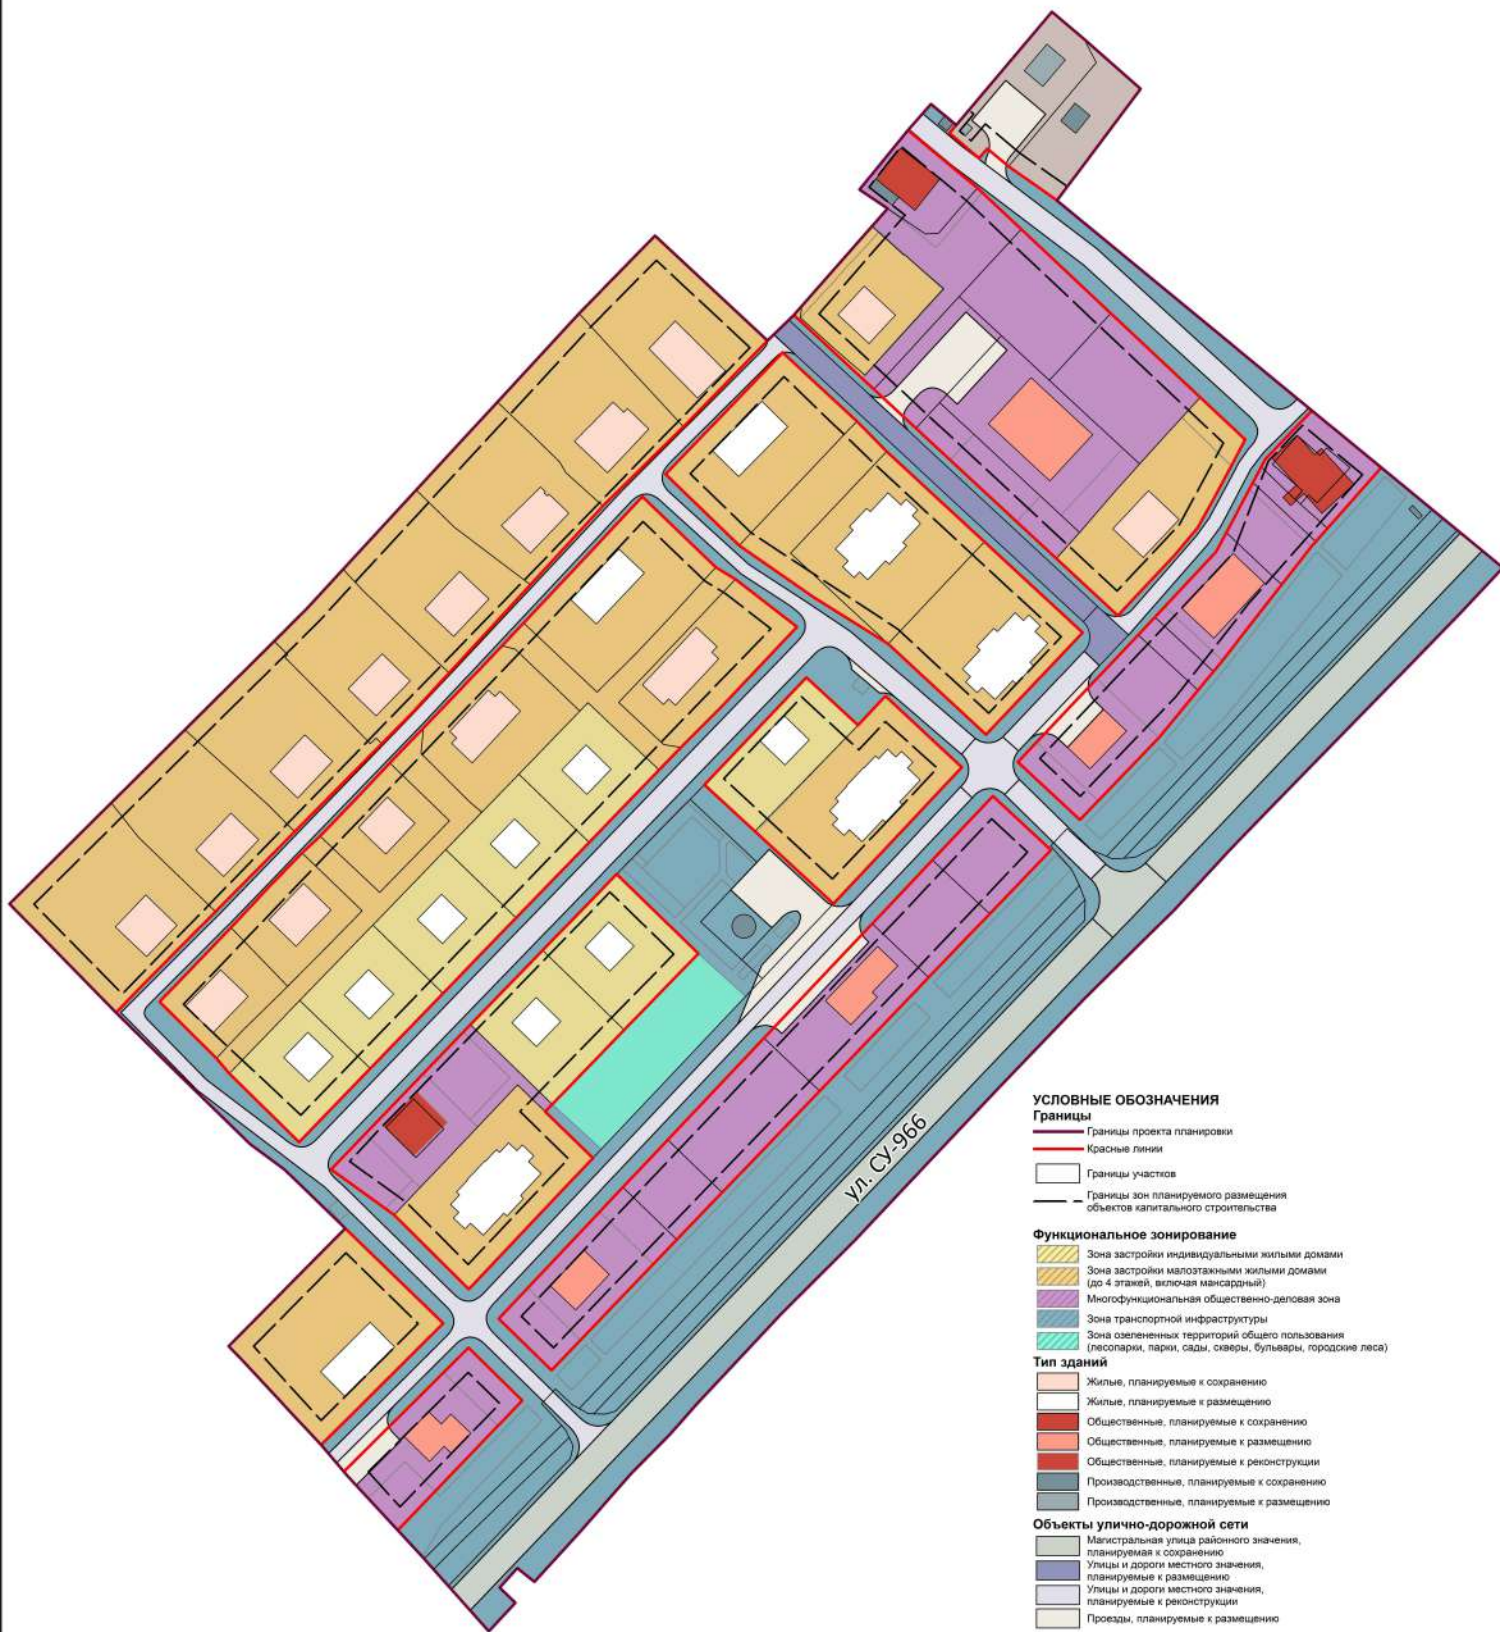 ул. СУ-966
УСЛОВНЫЕ ОБОЗНАЧЕНИЯ
Границы
Границы проекта планировки
Красные линии
Границы участков
Границы зон планируемого размещения
объектов капитального строительства
Функциональное зонирование
Зона застройки индивидуальными жилыми домами
Зона застройки малоэтажными жилыми домами
(до 4 этажей, включая мансардный)
Многофункциональная общественно-деловая зона
Зона транспортной инфраструктуры
Зона озелененных территорий общего пользования
(лесопарки, парки, сады, скверы, бульвары, городские леса)
Тип зданий
Жилые, планируемые к сохранению
Жилые, планируемые к размещению
Общественные, планируемые к сохранению
Общественные, планируемые к размещению
Общественные, планируемые к реконструкции
Производственные, планируемые к сохранению
Производственные, планируемые к размещению
Объекты улично-дорожной сети
Магистральная улица районного значения,
планируемая к сохранению
Улицы и дороги местного значения,
планируемые к размещению
Улицы и дороги местного значения,
планируемые к реконструкции
Проезды, планируемые к размещению